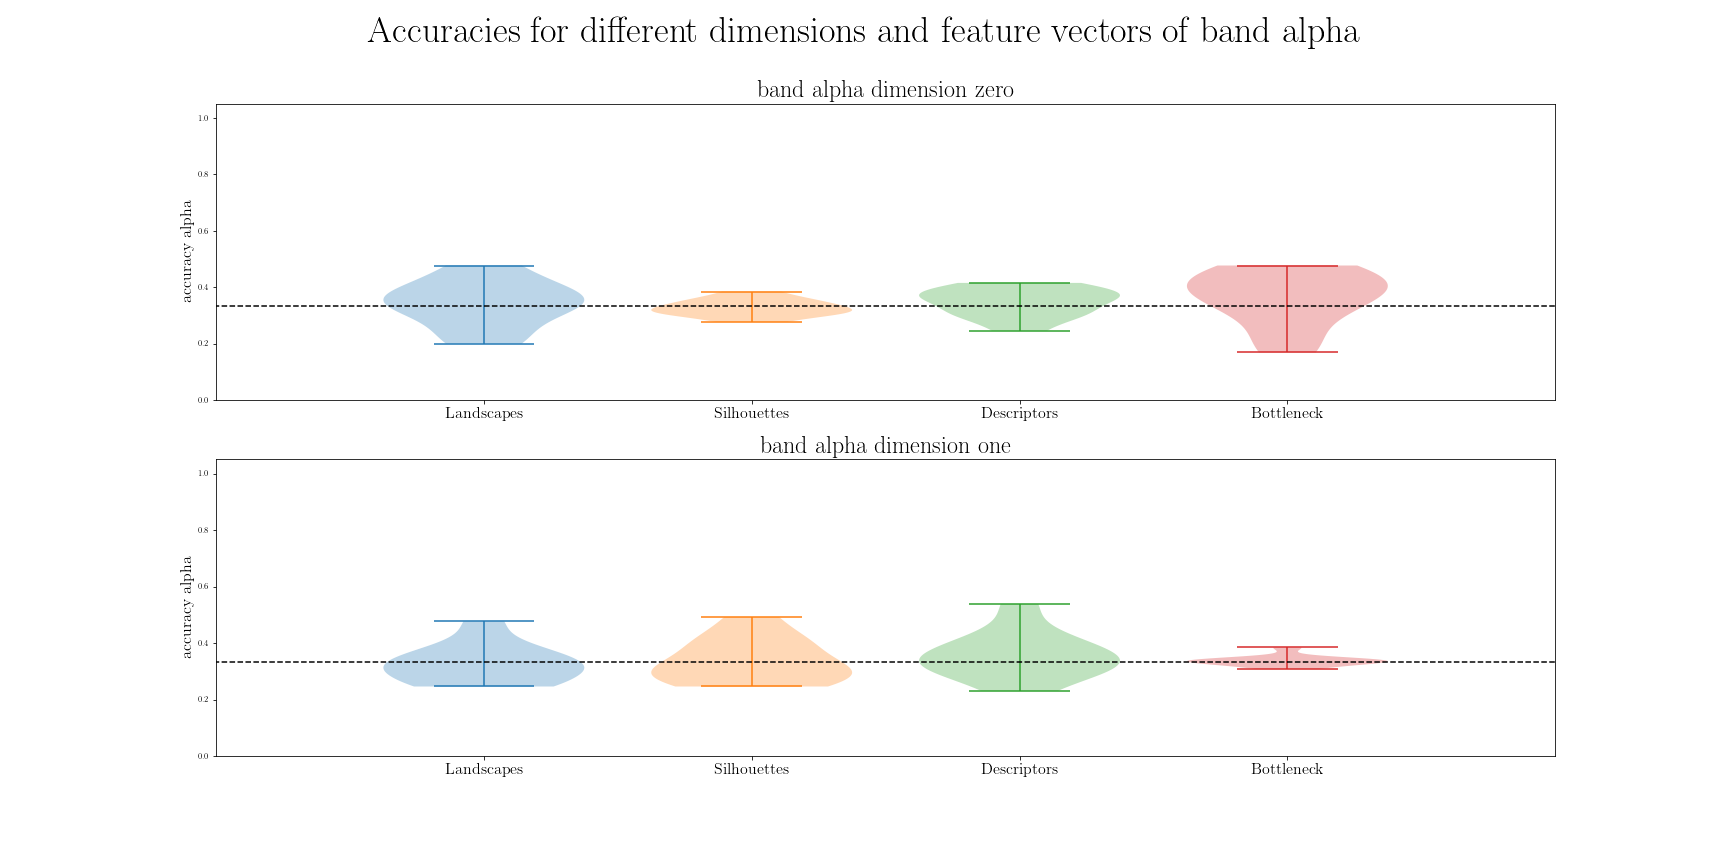 Accuracies for different dimensions and feature vectors of band alpha
band alpha dimension zero
accuracy alpha
1.0
0.8
0.6
0.4
0.2
0.0
Landscapes Silhouettes Descriptors Bottleneck
band alpha dimension one
accuracy alpha
1.0
0.8
0.6
0.4
0.2
0.0
Landscapes Silhouettes Descriptors Bottleneck